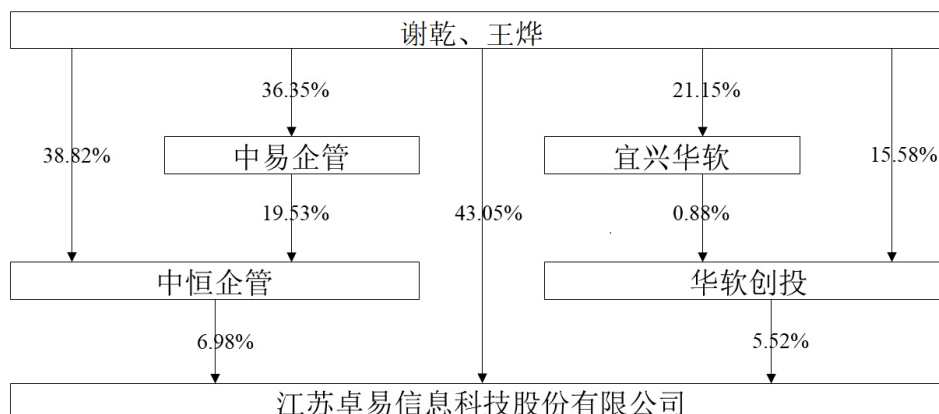 谢乾、王烨
36.35%
21.15%
38.82%
中易企管
宜兴华软
15.58%
19.53%
43.05%
0.88%
中恒企管
华软创投
6.98%
5.52%
江苏卓易信息科技股份有限公司